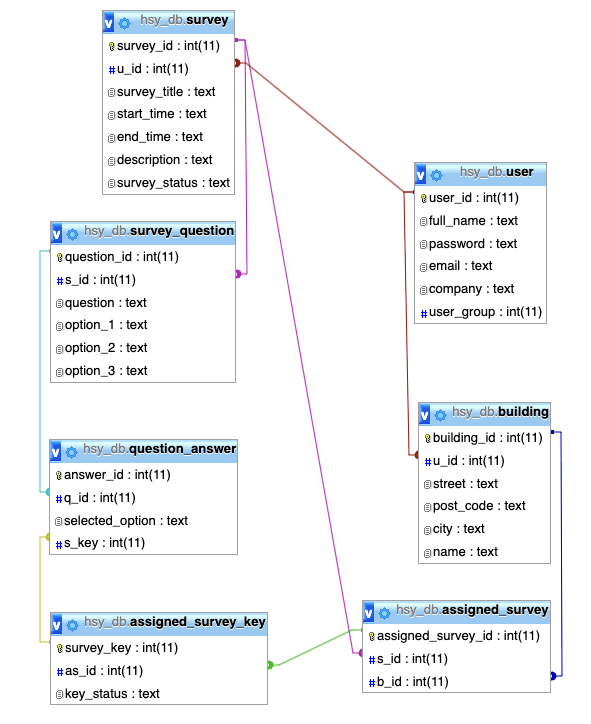 hsy_db.survey
survey_id : int(11)
u_id : int(11)
survey_title : text
start_time : text
end_time : text
description : text
survey_status : text
hsy_db.user
user_id : int(11)
full_name : text
password : text
email : text
company : text
user_group : int(11)
hsy_db.survey_question
question_id : int(11)
s_id : int(11)
question : text
option_1 : text
option_2 : text
option_3 : text
hsy_db.building
building_id : int(11)
u_id : int(11)
street : text
post_code : text
city : text
name : text
hsy_db.question_answer
answer_id : int(11)
q_id : int(11)
selected_option : text
s_key : int(11)
hsy_db.assigned_survey_key
survey_key : int(11)
as_id : int(11)
key_status : text
hsy_db.assigned_survey
assigned_survey_id : int(11)
s_id : int(11)
b_id : int(11)